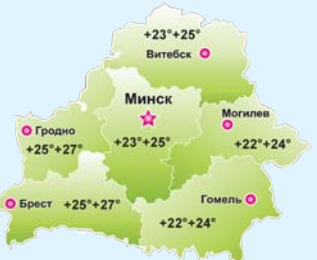 +23°+25°
Витебск
Минск
+23°+25°
Могилев
+22°+24°
Гродно
+25°+27°
Брест +25°+27°
Гомель
+22°+24°